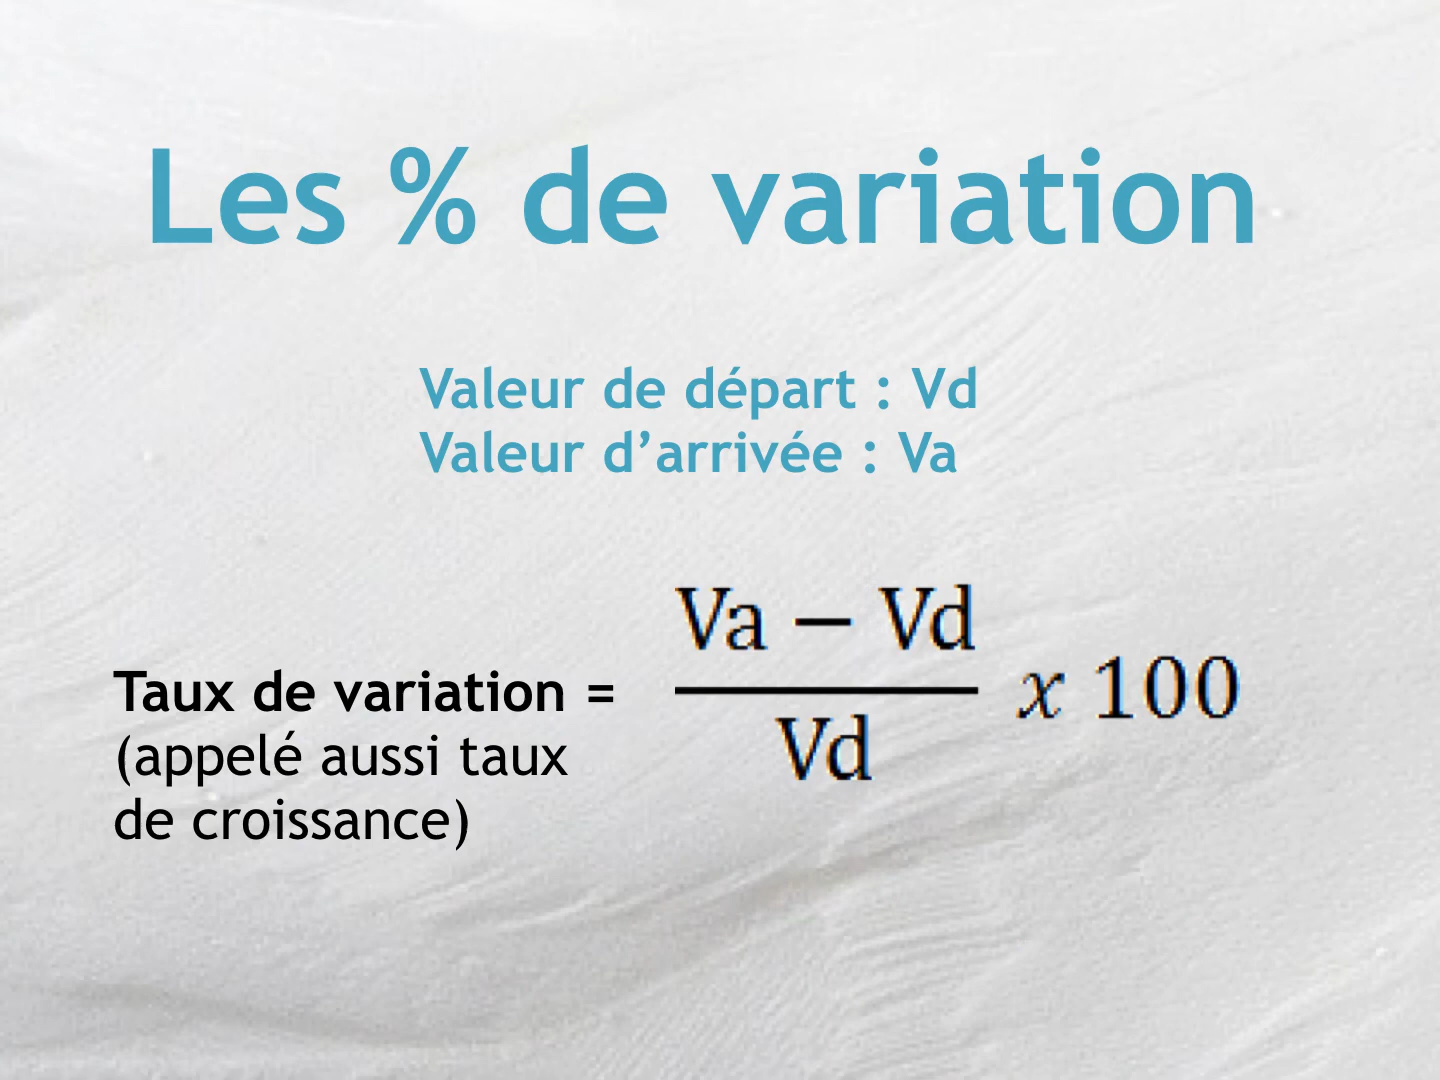 Les % de variation
Valeur de départ : Vd
Valeur d’arrivée : Va
Taux de variation =
(appelé aussi taux
de croissance)
Va − Vd
Vd
x 100